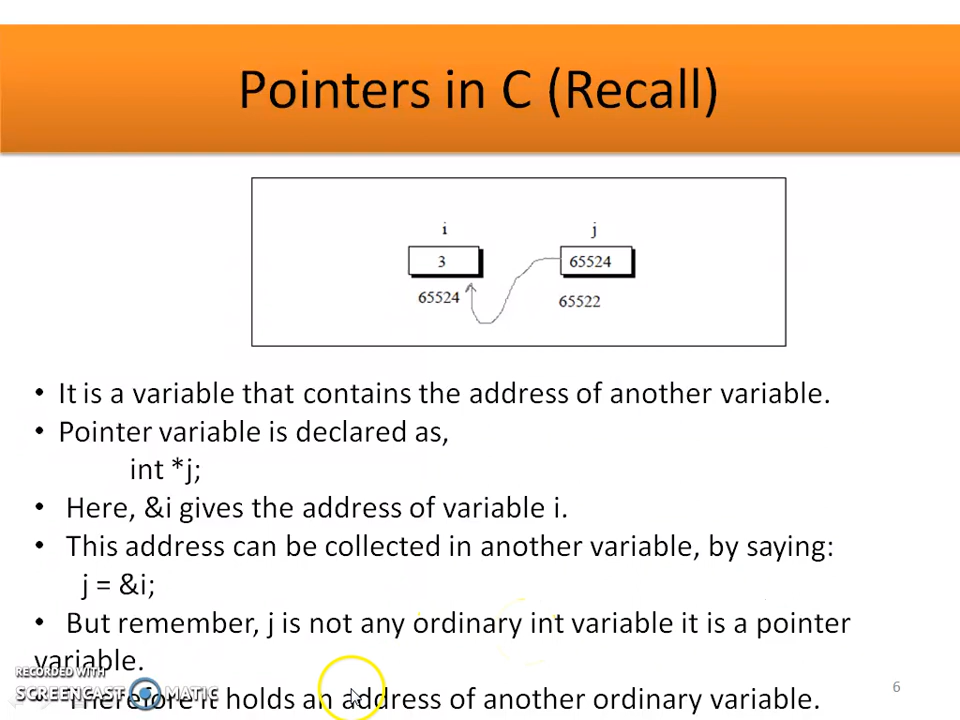 Pointers in C (Recall)
i j
3 65524
65524 65522
• It is a variable that contains the address of another variable.
• Pointer variable is declared as,
int *j;
• Here, &i gives the address of variable i.
• This address can be collected in another variable, by saying:
j = &i;
• But remember, j is not any ordinary int variable it is a pointer
variable.
Therefore it holds an address of another ordinary variable.
RECORDED WITH
SCREENCAST MATIC
6